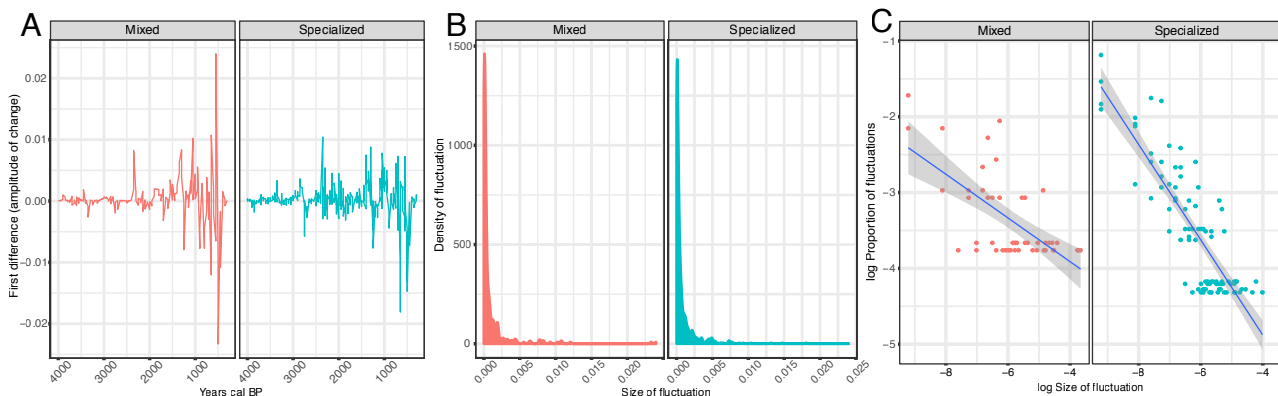 A
Mixed
Specialized
First difference (amplitude of change)
0.02
0.01
0.00
−0.01
−0.02
4000
3000
2000
1000
4000
3000
2000
1000
Years cal BP
B
Mixed
Specialized
Density of fluctuation
1500
1000
500
0
0.000
0.005
0.010
0.015
0.020
0.000
0.005
0.010
0.015
0.020
0.025
Size of fluctuation
C
Mixed
Specialized
log Proportion of fluctuations
−1
−2
−3
−4
−5
−8
−6
−4
−8
−6
−4
log Size of fluctuation